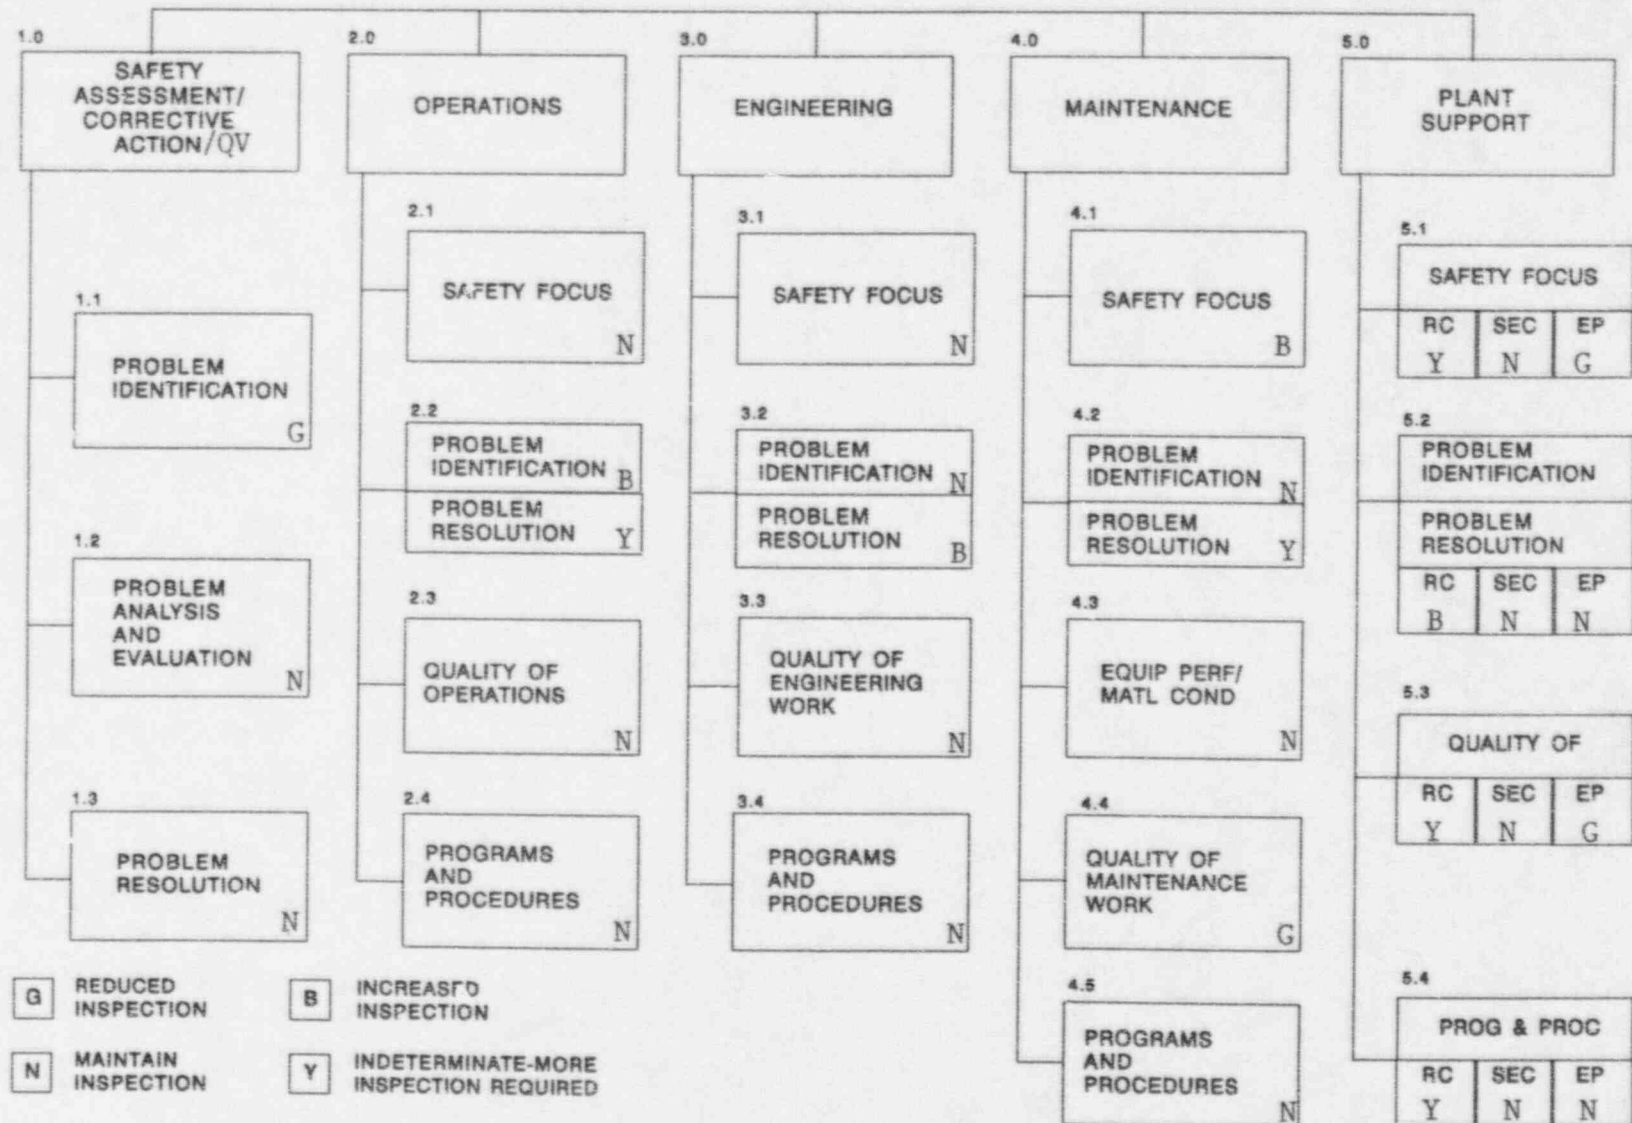 1.0
SAFETY
ASSESSMENT/
CORRECTIVE
ACTION/QV
1.1
PROBLEM
IDENTIFICATION
G
1.2
PROBLEM
ANALYSIS
AND
EVALUATION
N
1.3
PROBLEM
RESOLUTION
N
2.0
OPERATIONS
2.1
SAFETY FOCUS
N
2.2
PROBLEM
IDENTIFICATION B
PROBLEM
RESOLUTION Y
2.3
QUALITY OF
OPERATIONS
N
2.4
PROGRAMS
AND
PROCEDURES
N
3.0
ENGINEERING
3.1
SAFETY FOCUS
N
3.2
PROBLEM
IDENTIFICATION N
PROBLEM
RESOLUTION
B
3.3
QUALITY OF
ENGINEERING
WORK
N
3.4
PROGRAMS
AND
PROCEDURES
N
4.0
MAINTENANCE
4.1
SAFETY FOCUS
B
4.2
PROBLEM
IDENTIFICATION N
PROBLEM
RESOLUTION Y
4.3
EQUIP PERF/
MATL COND
N
4.4
QUALITY OF
MAINTENANCE
WORK
G
4.5
PROGRAMS
AND
PROCEDURES
N
5.0
PLANT
SUPPORT
5.1
SAFETY FOCUS
RC SEC EP
Y N G
5.2
PROBLEM
IDENTIFICATION
PROBLEM
RESOLUTION
RC SEC EP
B N N
5.3
QUALITY OF
RC SEC EP
Y N G
5.4
PROG & PROC
RC SEC EP
Y N N
G REDUCED
INSPECTION
B INCREASED
INSPECTION
N MAINTAIN
INSPECTION
Y INDETERMINATE-MORE
INSPECTION REQUIRED